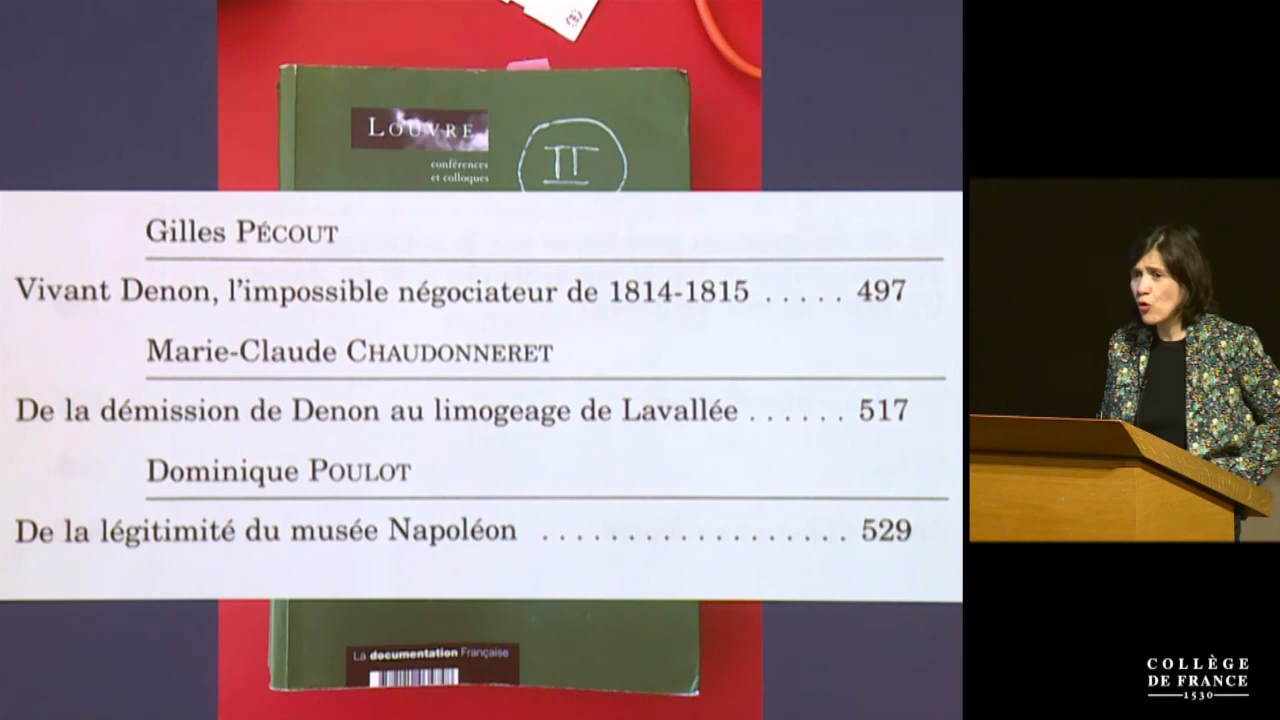 LOUVRE
conférences
et colloques
II
Gilles PÉCOUT
Vivant Denon, l'impossible négociateur de 1814-1815 ..... 497
Marie-Claude CHAUDONNERET
De la démission de Denon au limogeage de Lavallée ...... 517
Dominique POULOT
De la légitimité du musée Napoléon .................. 529
La documentation Française
COLLÈGE
DE FRANCE
1530